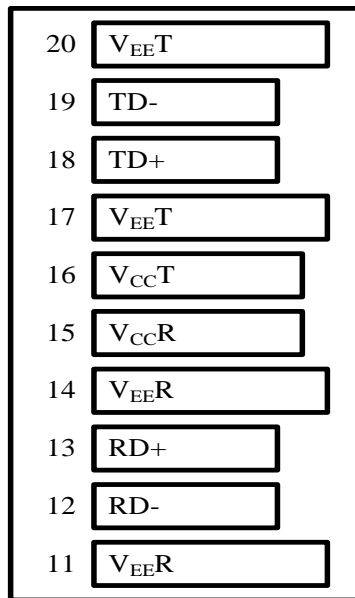 20 VEET
19 TD-
18 TD+
17 VEET
16 VCCT
15 VCCR
14 VEER
13 RD+
12 RD-
11 VEER